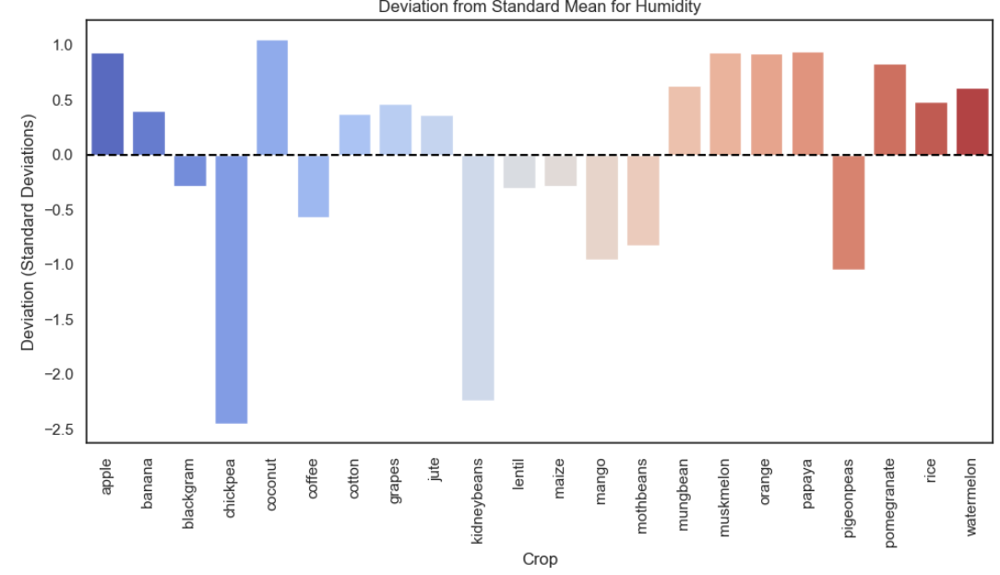 Deviation from Standard Mean for Humidity
Deviation (Standard Deviations)
1.0
0.5
0.0
−0.5
−1.0
−1.5
−2.0
−2.5
apple
banana
blackgram
chickpea
coconut
coffee
cotton
grapes
jute
kidneybeans
lentil
maize
mango
mothbeans
mungbean
muskmelon
orange
papaya
pigeonpeas
pomegranate
rice
watermelon
Crop